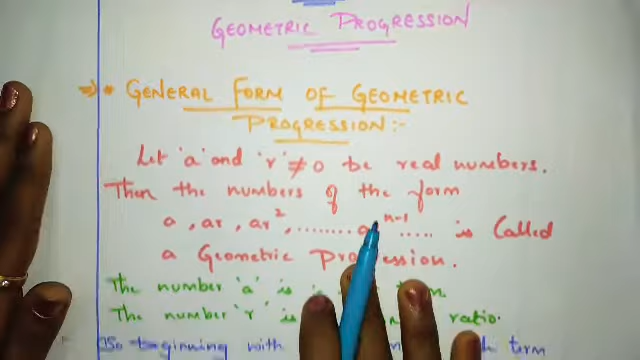 GEOMETRIC PROGRESSION
⇒ • GENERAL FORM OF GEOMETRIC
PROGRESSION:-
Let 'a' and 'r' ≠ 0 be real numbers.
Then the numbers of the form
a, ar, ar², ........ a n-1 ..... is called
a Geometric Progression.
The number 'a' is
The number 'r' is ratio.
So beginning with term